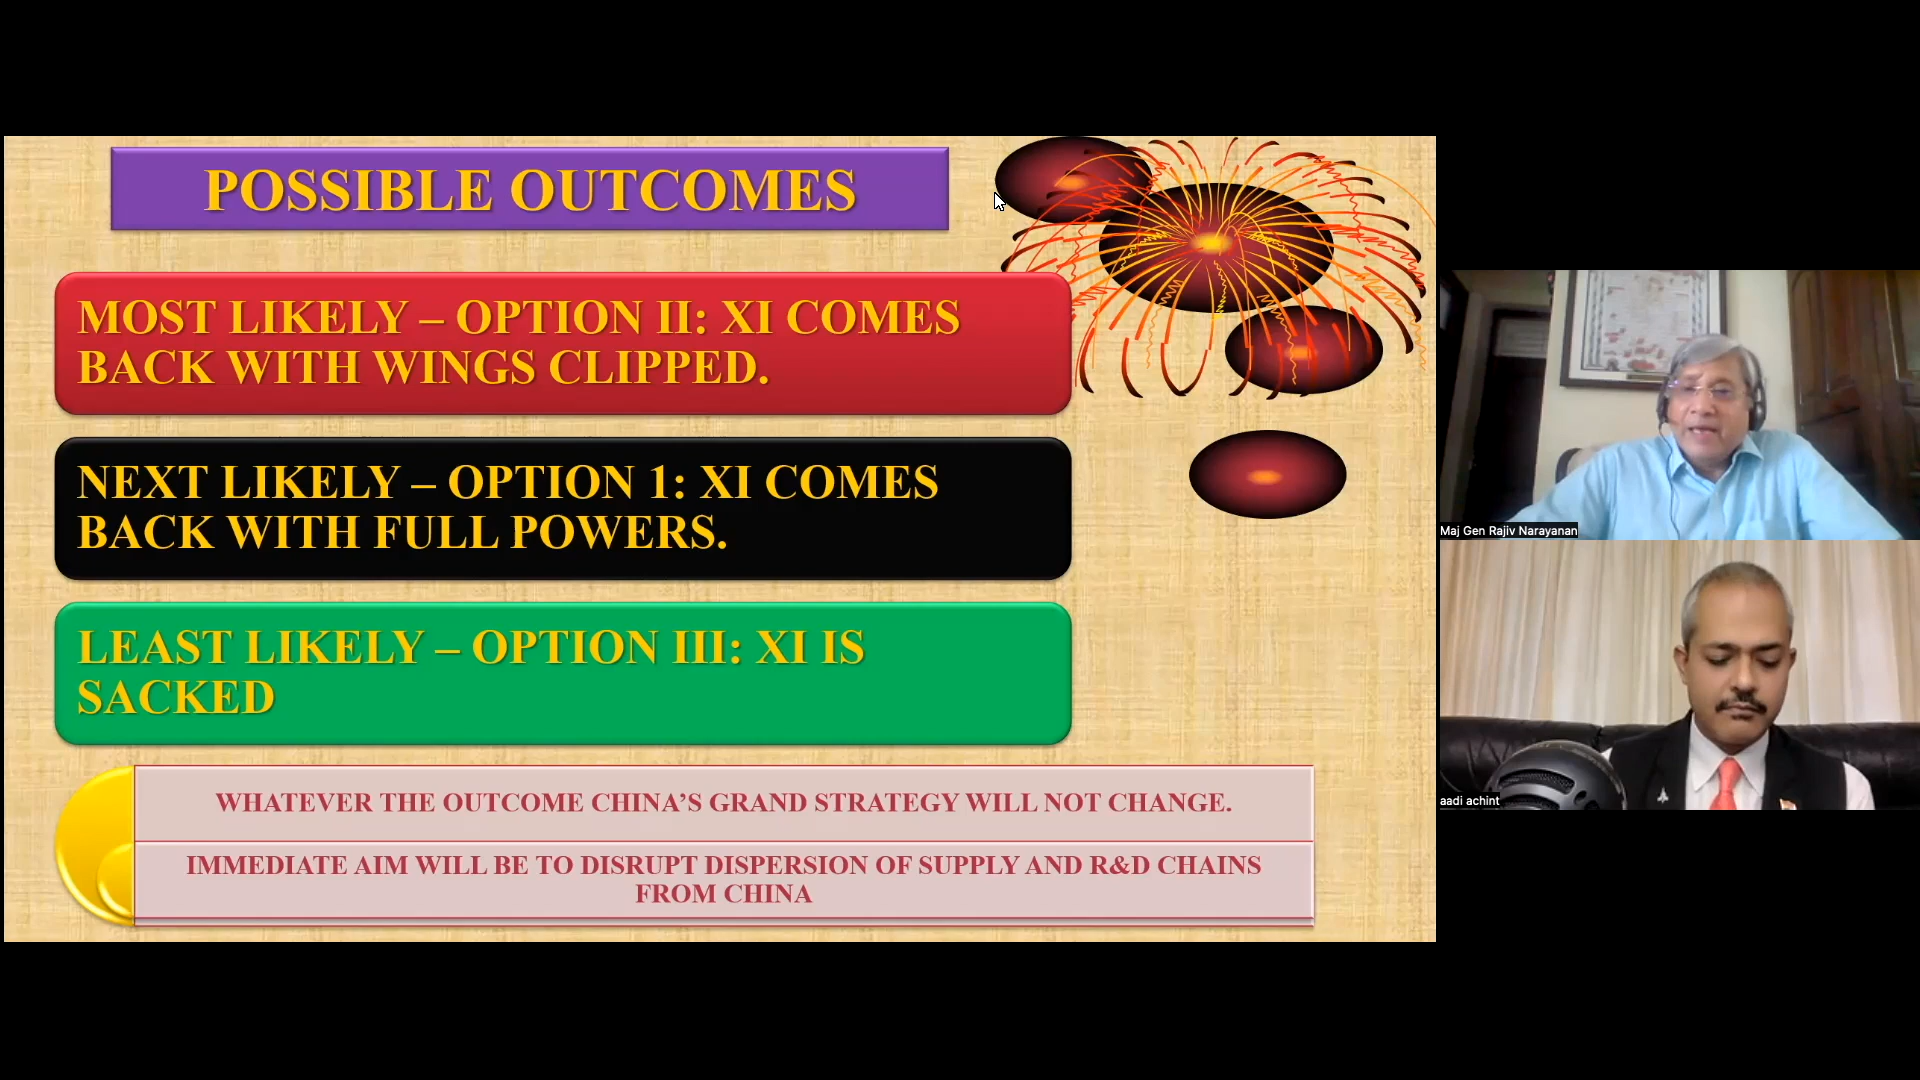 POSSIBLE OUTCOMES
MOST LIKELY – OPTION II: XI COMES
BACK WITH WINGS CLIPPED.
NEXT LIKELY – OPTION 1: XI COMES
BACK WITH FULL POWERS.
LEAST LIKELY – OPTION III: XI IS
SACKED
WHATEVER THE OUTCOME CHINA’S GRAND STRATEGY WILL NOT CHANGE.
IMMEDIATE AIM WILL BE TO DISRUPT DISPERSION OF SUPPLY AND R&D CHAINS
FROM CHINA
Maj Gen Rajiv Narayanan
aadi achint